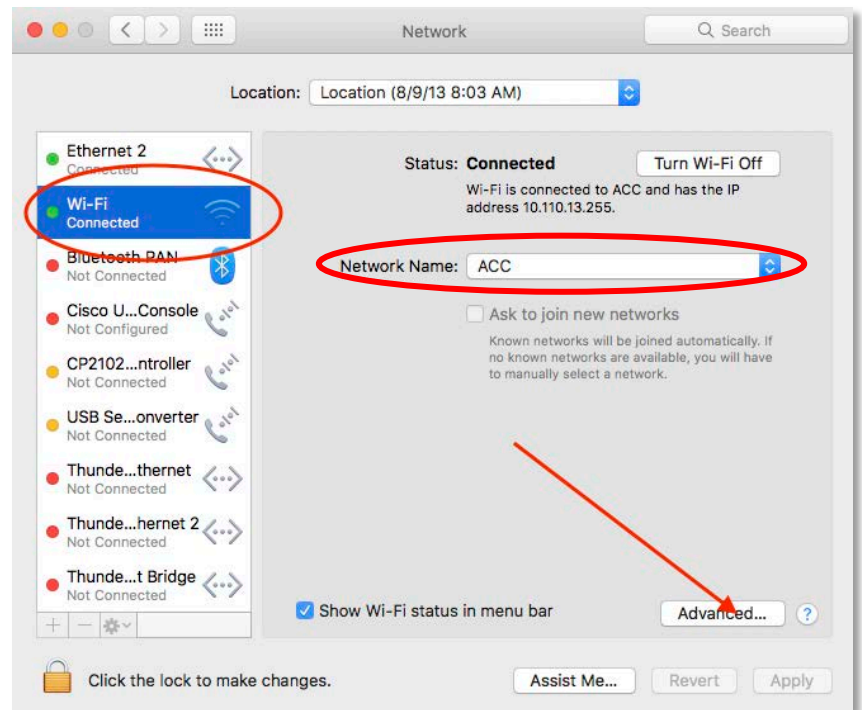 Network
Search
Location: Location (8/9/13 8:03 AM)
Ethernet 2
Connected
Wi-Fi
Connected
Bluetooth PAN
Not Connected
Cisco U...Console
Not Configured
CP2102...ntroller
Not Connected
USB Se...onverter
Not Connected
Thunde...thernet
Not Connected
Thunde...hernet 2
Not Connected
Thunde...t Bridge
Not Connected
Status: Connected
Turn Wi-Fi Off
Wi-Fi is connected to ACC and has the IP
address 10.110.13.255.
Network Name: ACC
Ask to join new networks
Known networks will be joined automatically. If
no known networks are available, you will have
to manually select a network.
Show Wi-Fi status in menu bar
Advanced...
?
Click the lock to make changes.
Assist Me...
Revert
Apply